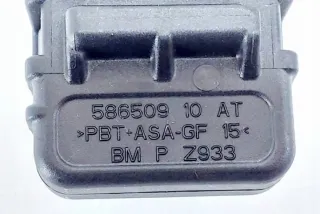 586509 10 AT
>PBT+ASA-GF 15<
BM P Z933